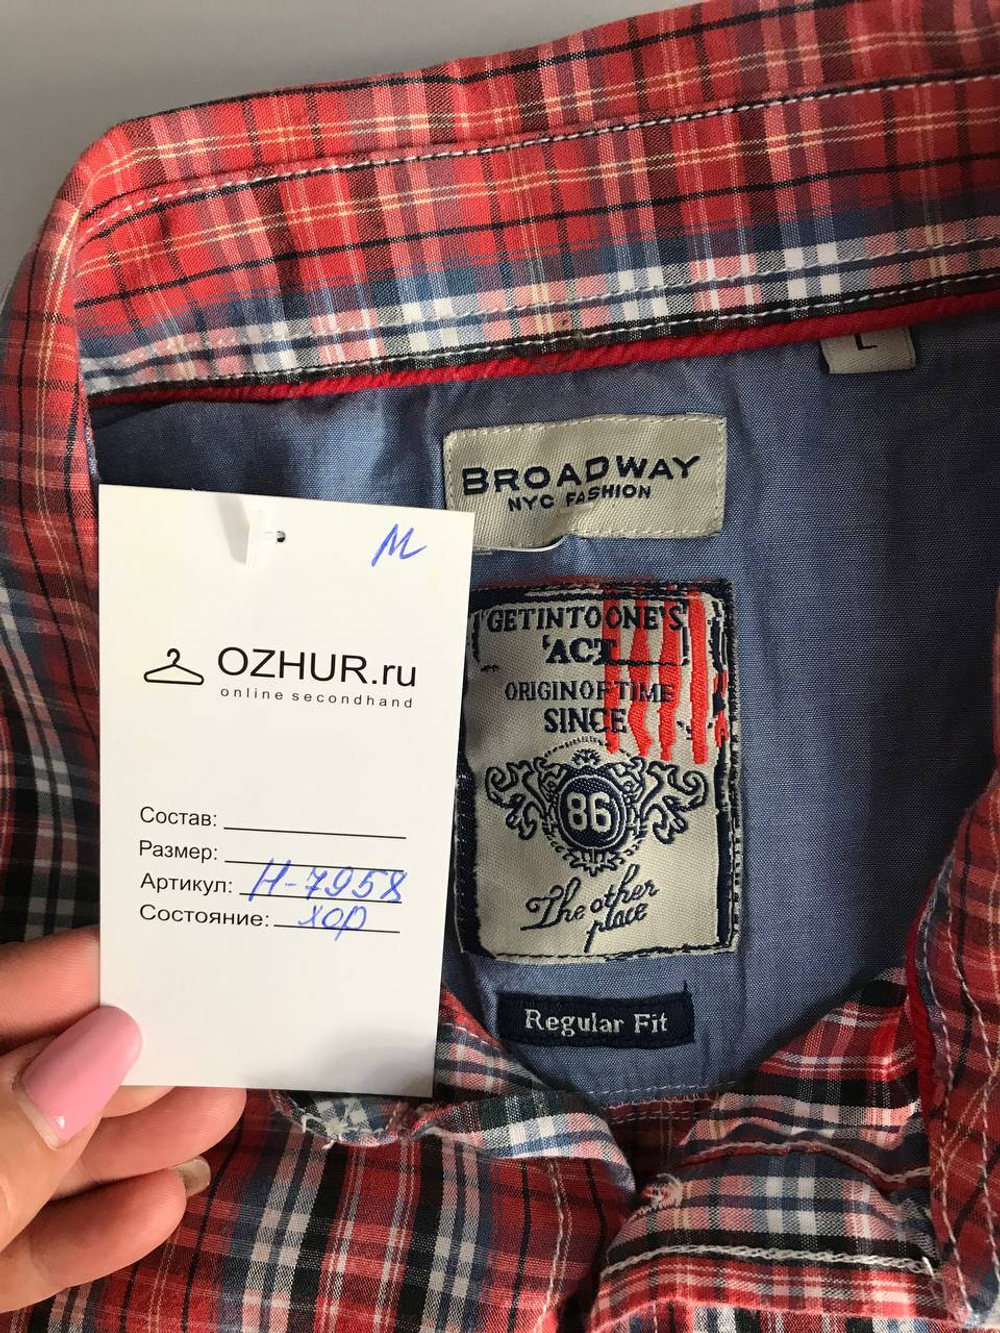 L
BROADWAY
NYC FASHION
M
OZHUR.ru
online secondhand
Состав:
Размер:
Артикул: Н-7958
Состояние: хор
GET INTO ONE'S
'ACT
ORIGIN OF TIME
SINCE
86
The other
place
Regular Fit